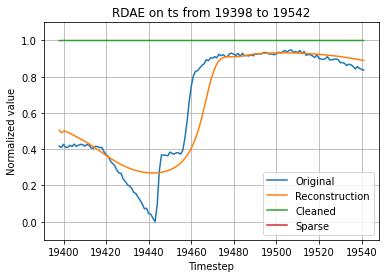 RDAE on ts from 19398 to 19542
Normalized value
1.0
0.8
0.6
0.4
0.2
0.0
Original
Reconstruction
Cleaned
Sparse
19400 19420 19440 19460 19480 19500 19520 19540
Timestep